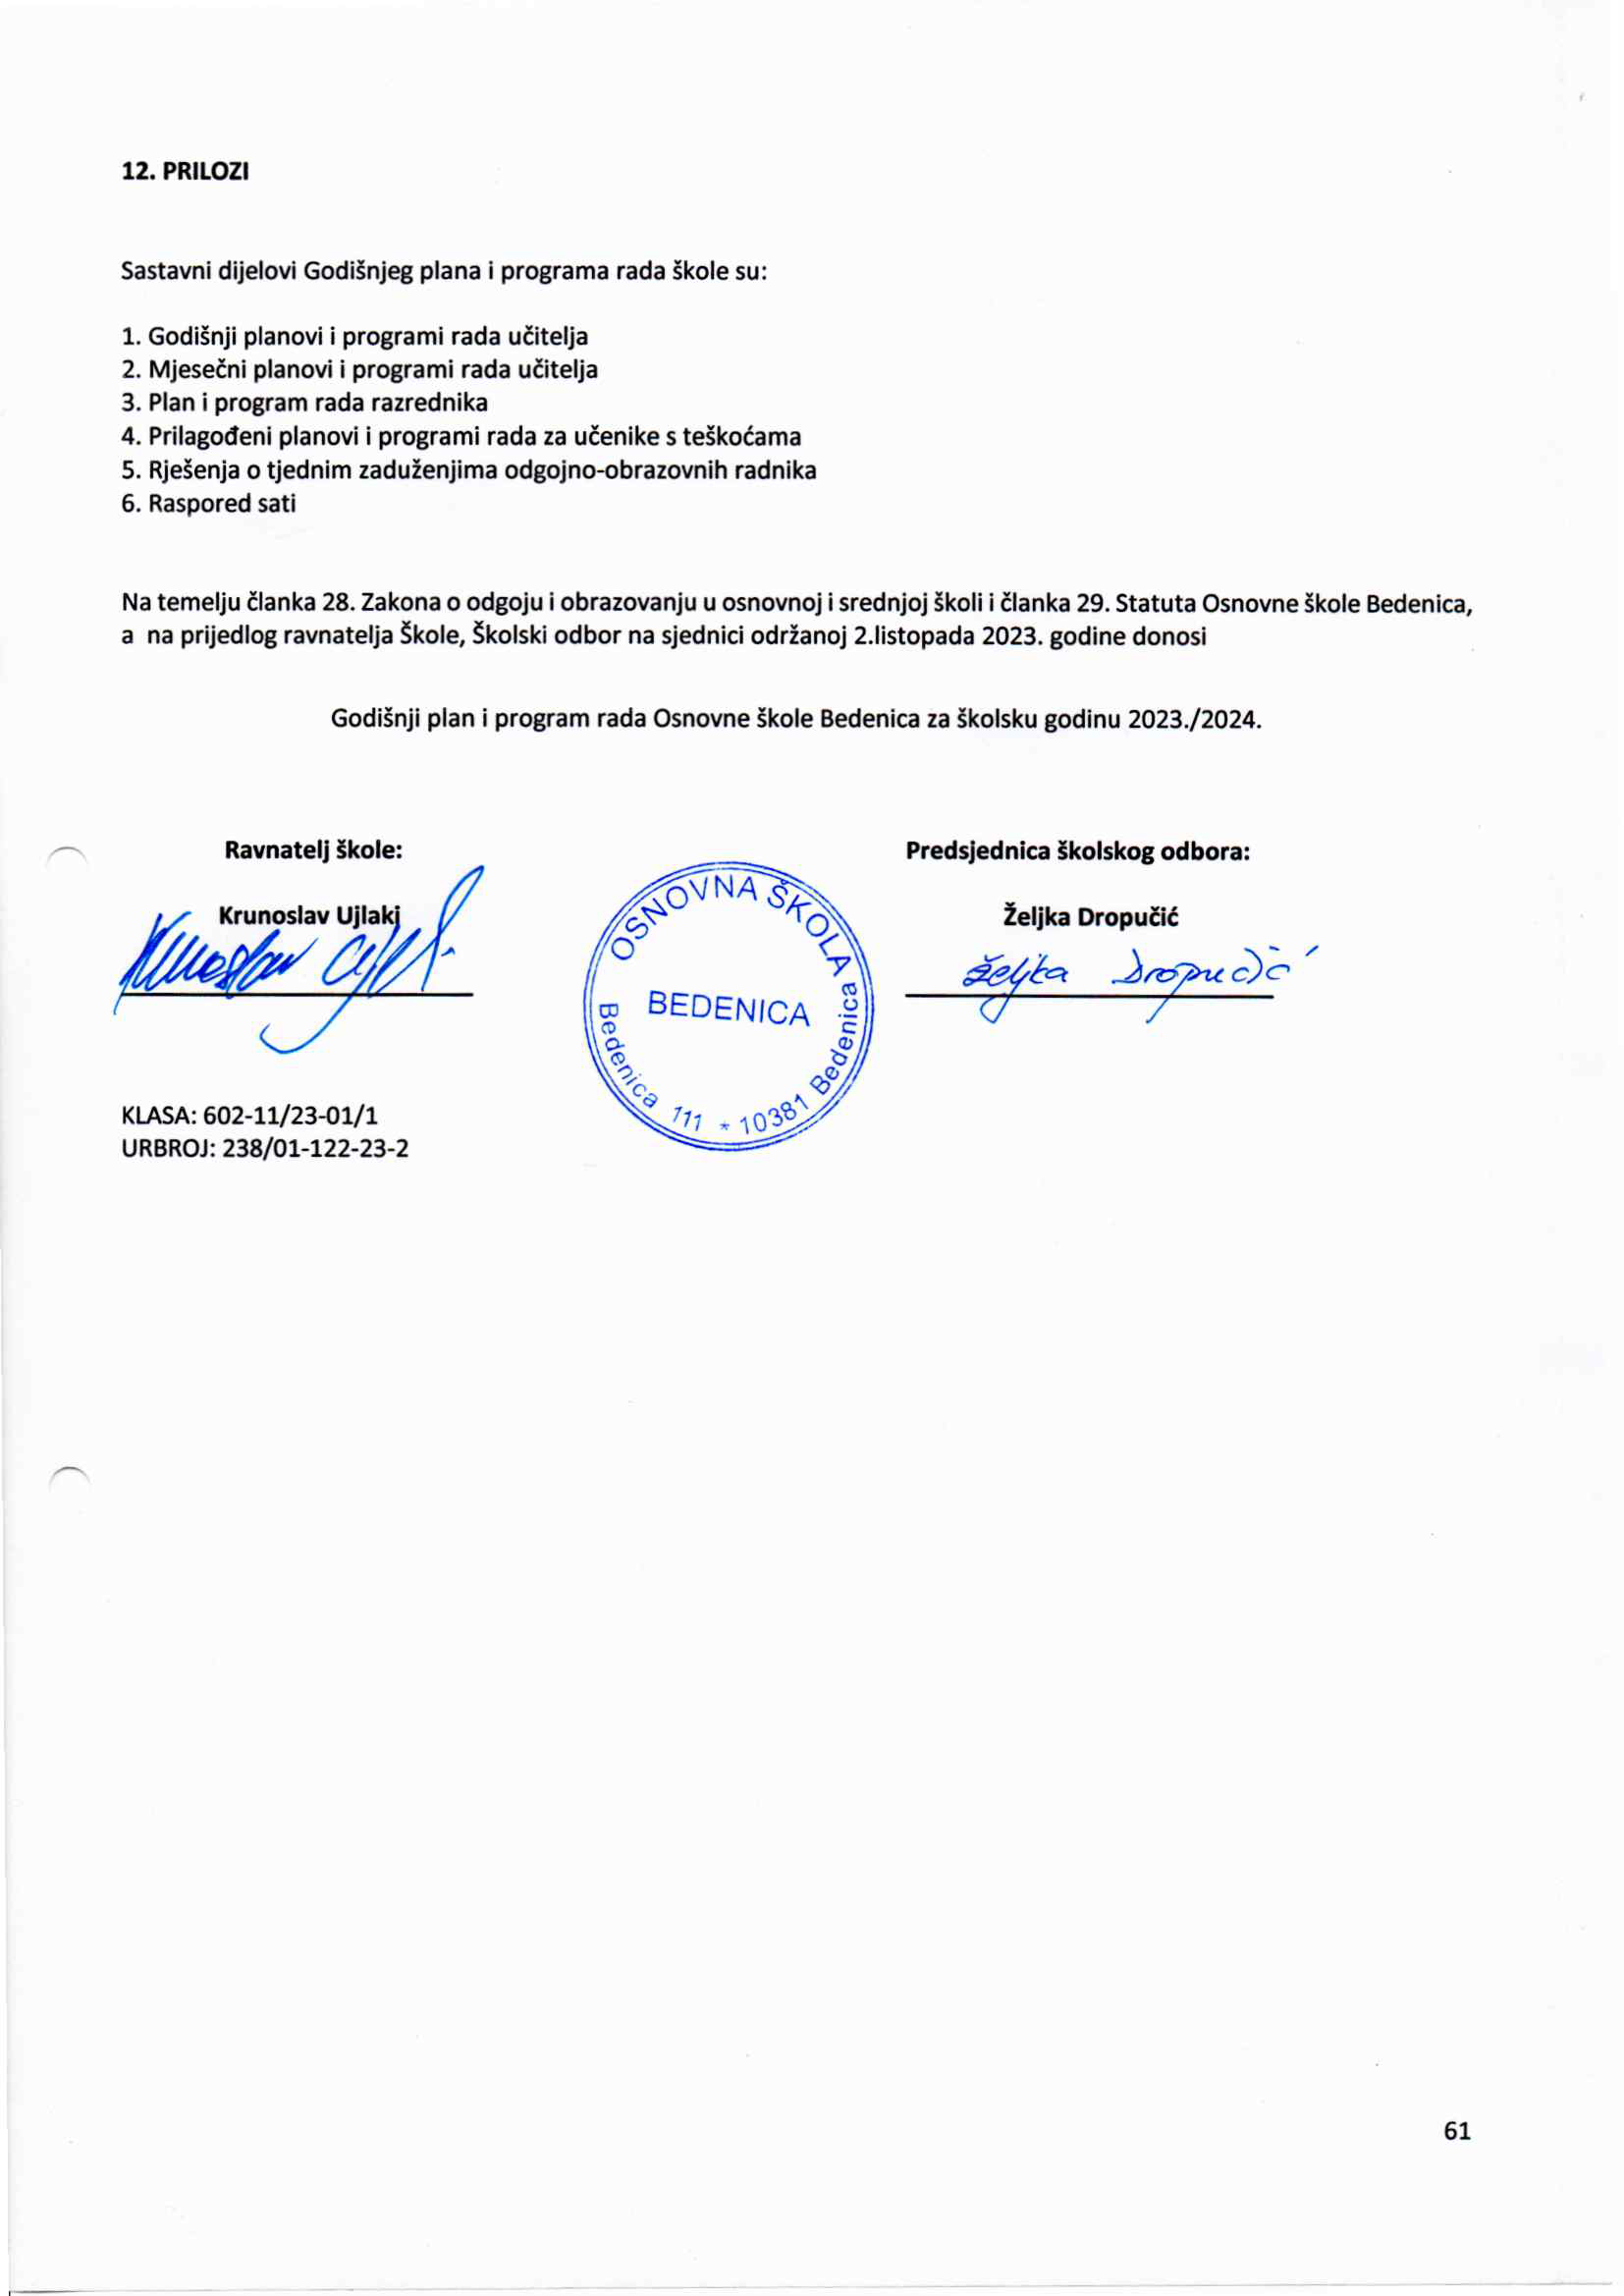 12. PRILOZI
Sastavni dijelovi Godišnjeg plana i programa rada škole su:
1. Godišnji planovi i programi rada učitelja
2. Mjesečni planovi i programi rada učitelja
3. Plan i program rada razrednika
4. Prilagođeni planovi i programi rada za učenike s teškoćama
5. Rješenja o tjednim zaduženjima odgojno-obrazovnih radnika
6. Raspored sati
Na temelju članka 28. Zakona o odgoju i obrazovanju u osnovnoj i srednjoj školi i članka 29. Statuta Osnovne škole Bedenica,
a  na prijedlog ravnatelja Škole, Školski odbor na sjednici održanoj 2.listopada 2023. godine donosi
Godišnji plan i program rada Osnovne škole Bedenica za školsku godinu 2023./2024.
Ravnatelj škole:
Krunoslav Ujlaki
Krunoslav Ujlaki
OSNOVNA ŠKOLA
BEDENICA
Bedenica 111 * 10381 Bedenica
Predsjednica školskog odbora:
Željka Dropučić
Željka Dropučić
KLASA: 602-11/23-01/1
URBROJ: 238/01-122-23-2
61